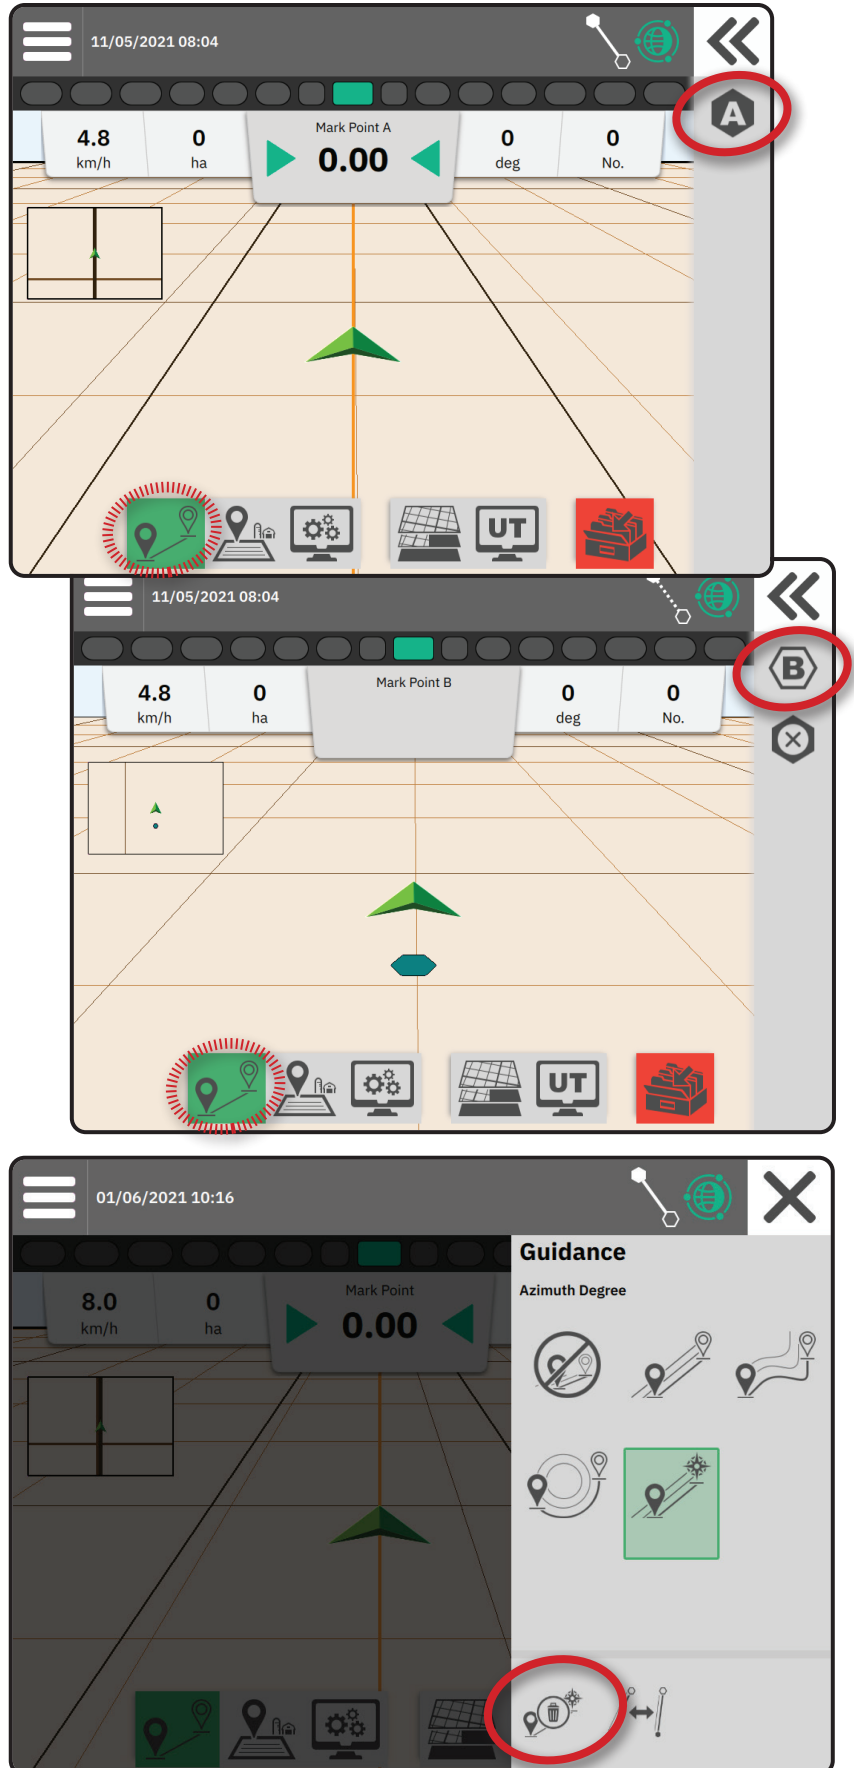 11/05/2021 08:04
A
Mark Point A
4.8
0
0.00
0
0
km/h
ha
deg
No.
UT
11/05/2021 08:04
B
Mark Point B
4.8
0
0
0
km/h
ha
deg
No.
UT
01/06/2021 10:16
Guidance
Azimuth Degree
Mark Point
8.0
0
0.00
km/h
ha